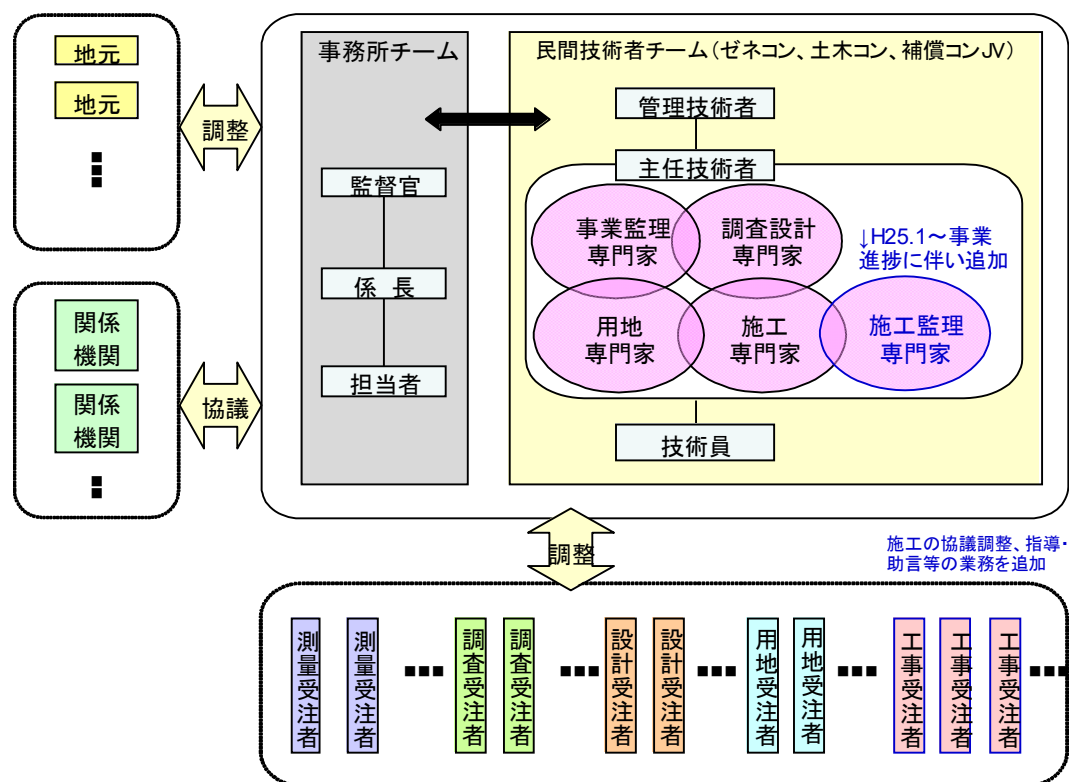 地元
地元
調整
関係
機関
関係
機関
協議
事務所チーム
監督官
係 長
担当者
民間技術者チーム（ゼネコン、土木コン、補償コンJV）
管理技術者
主任技術者
事業監理
専門家
調査設計
専門家
↓H25.1～事業
進捗に伴い追加
用地
専門家
施工
専門家
施工監理
専門家
技術員
調整
施工の協議調整、指導・
助言等の業務を追加
測量受注者
測量受注者
調査受注者
調査受注者
設計受注者
設計受注者
用地受注者
用地受注者
工事受注者
工事受注者
工事受注者